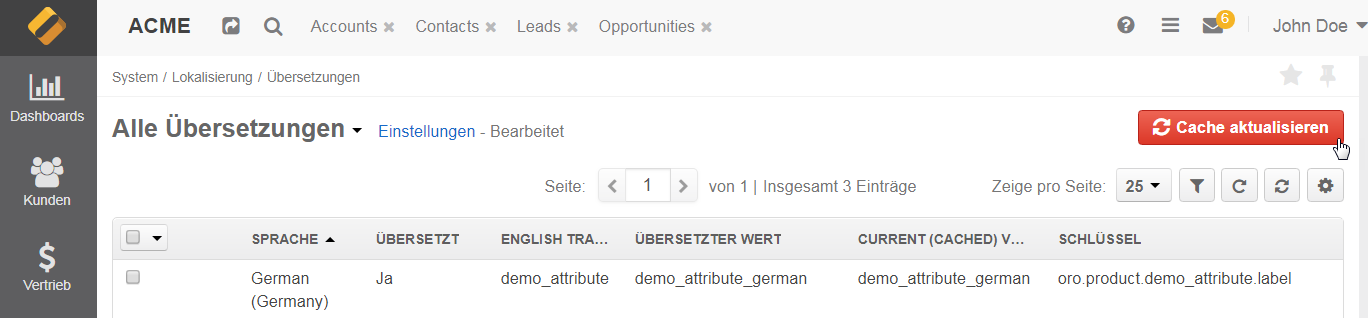 ACME Accounts Contacts Leads Opportunities 6 John Doe
System / Lokalisierung / Übersetzungen
Dashboards
Alle Übersetzungen Einstellungen - Bearbeitet Cache aktualisieren
Kunden
Seite: 1 von 1 | Insgesamt 3 Einträge Zeige pro Seite: 25
SPRACHE ÜBERSETZT ENGLISH TRA... ÜBERSETZTER WERT CURRENT (CACHED) V... SCHLÜSSEL
Vertrieb
German (Germany) Ja demo_attribute demo_attribute_german demo_attribute_german oro.product.demo_attribute.label